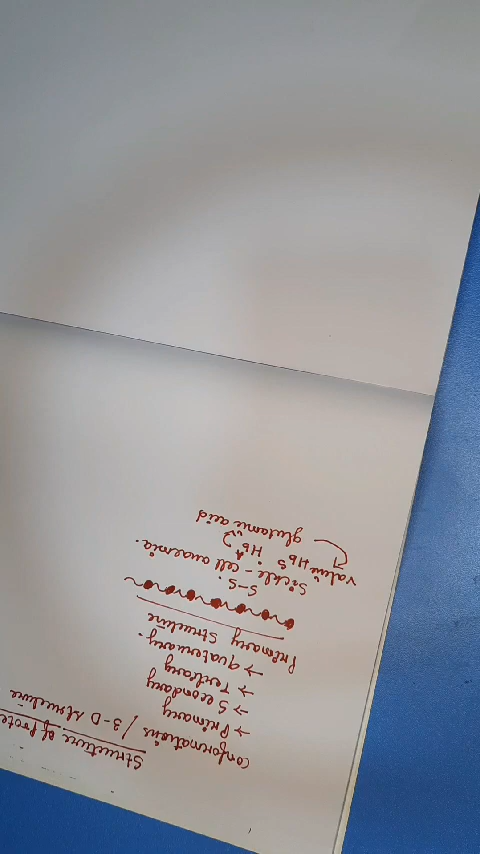 Structure of Prote
Conformations / 3-D structure
→ Primary
→ Secondary
→ Tertiary
→ quaternary.
Primary Structure
S-S
Sickle-cell anaemia.
HbS HbA
valine glutamic acid